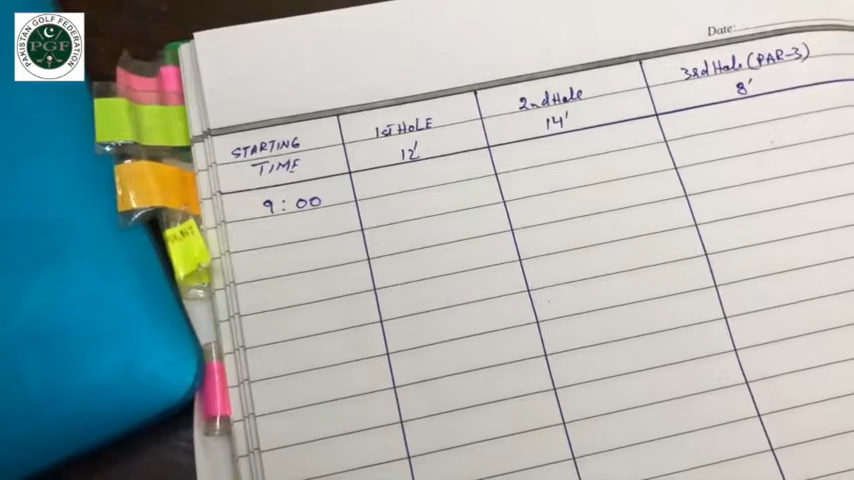 PAKISTAN GOLF FEDERATION
PGF
Date:
STARTING TIME
1st HOLE
12'
2nd Hole
14'
3rd Hole (PAR-3)
8'
9:00